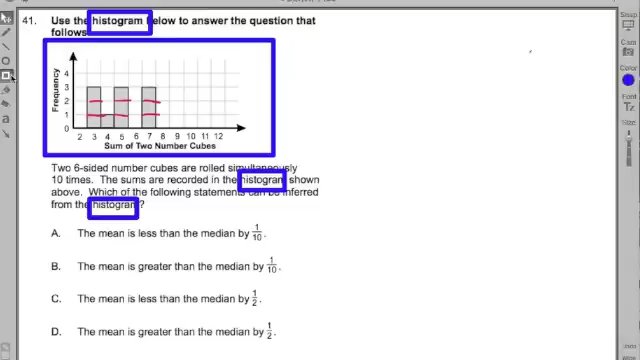 41. Use the histogram below to answer the question that
follows
Frequency
4
3
2
1
0
2 3 4 5 6 7 8 9 10 11 12
Sum of Two Number Cubes
Two 6-sided number cubes are rolled simultaneously
10 times. The sums are recorded in the histogram shown
above. Which of the following statements can be inferred
from the histogram?
A. The mean is less than the median by 1/10.
B. The mean is greater than the median by 1/10.
C. The mean is less than the median by 1/2.
D. The mean is greater than the median by 1/2.
Snap
Cam
Color
Font
Tz
Size
a